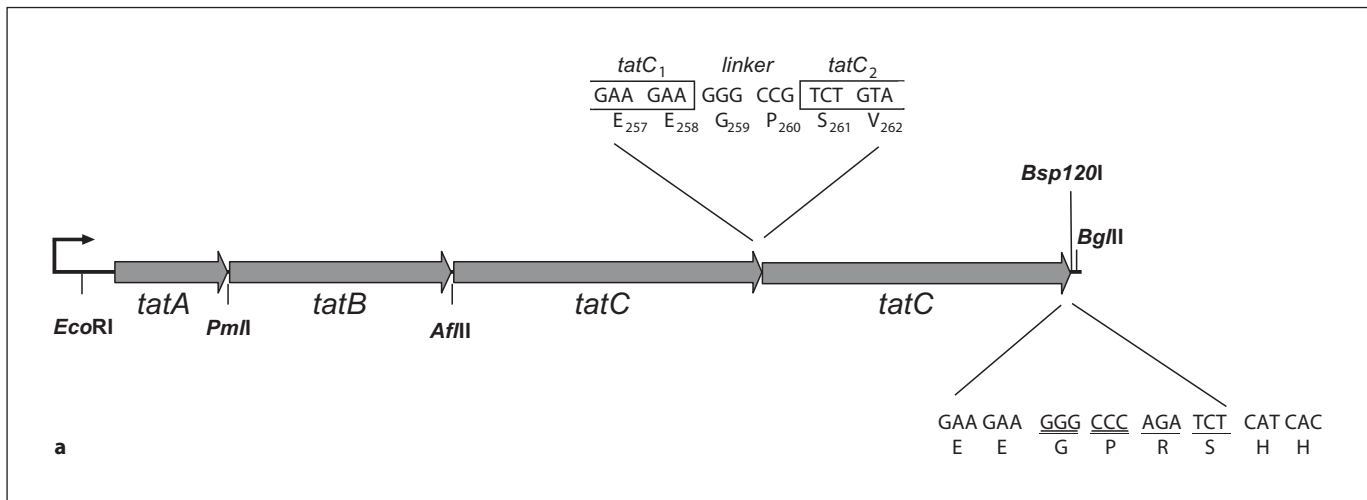 tatC1 linker tatC2
GAA GAA GGG CCG TCT GTA
E257 E258 G259 P260 S261 V262
Bsp120I
BglII
tatA tatB tatC tatC
EcoRI PmlI AflII
GAA GAA GGG CCC AGA TCT CAT CAC
E E G P R S H H
a